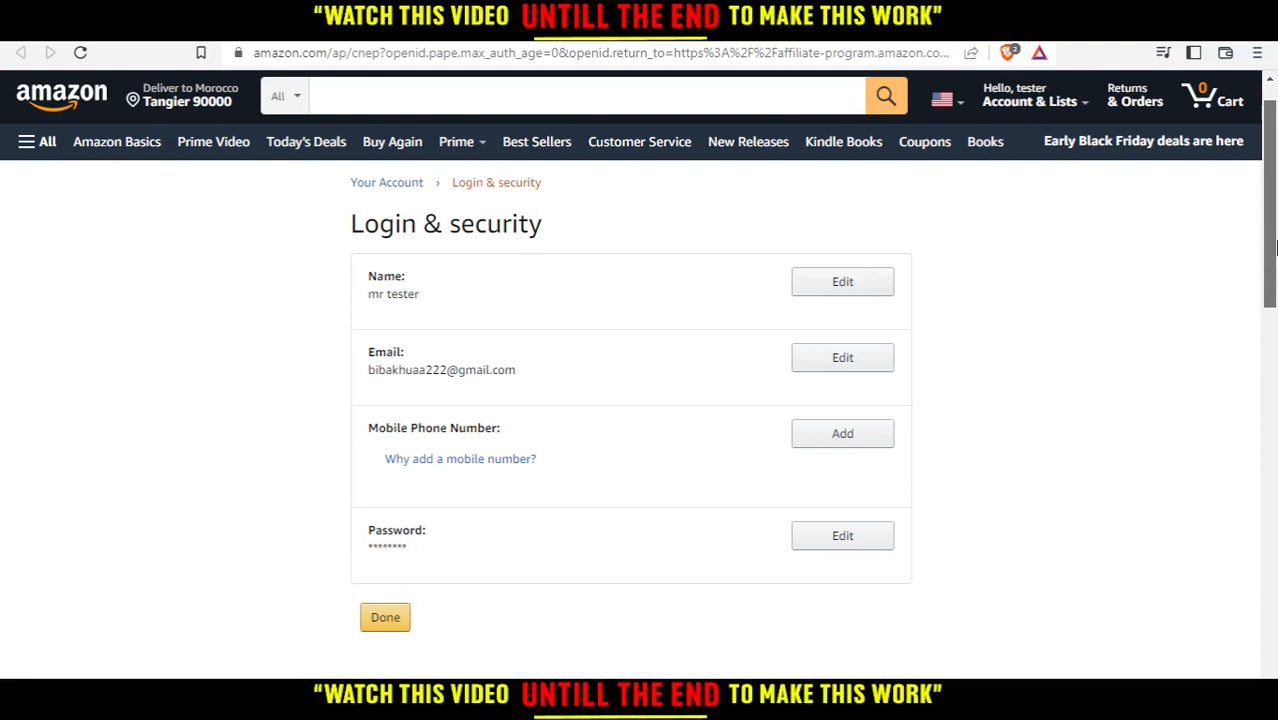 “WATCH THIS VIDEO UNTILL THE END TO MAKE THIS WORK”
amazon.com/ap/cnep?openid.pape.max_auth_age=0&openid.return_to=https%3A%2F%2Faffiliate-program.amazon.co...
2
amazon
Deliver to Morocco
Tangier 90000
All
Hello, tester
Account & Lists
Returns
& Orders
0
Cart
All Amazon Basics Prime Video Today's Deals Buy Again Prime Best Sellers Customer Service New Releases Kindle Books Coupons Books Early Black Friday deals are here
Your Account › Login & security
Login & security
Name:
mr tester
Edit
Email:
bibakhuaa222@gmail.com
Edit
Mobile Phone Number:
Add
Why add a mobile number?
Password:
********
Edit
Done
“WATCH THIS VIDEO UNTILL THE END TO MAKE THIS WORK”